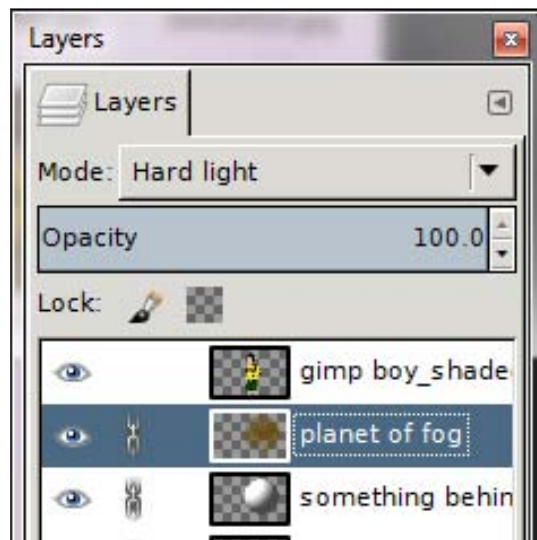 Layers
Layers
Mode: Hard light
Opacity 100.0
Lock:
gimp boy_shade
planet of fog
something behin